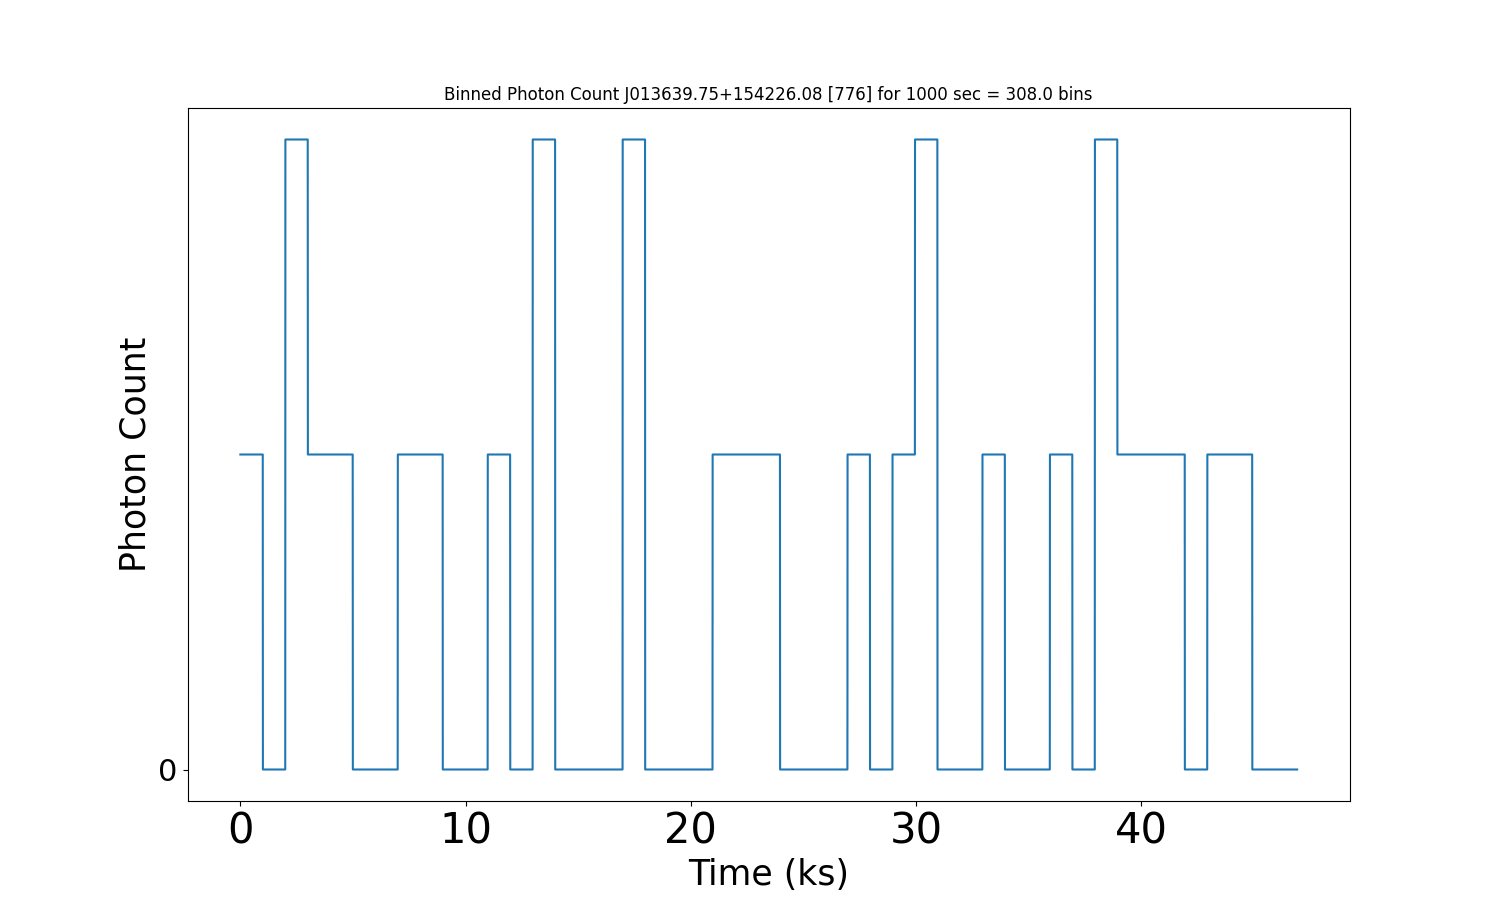 Binned Photon Count J013639.75+154226.08 [776] for 1000 sec = 308.0 bins
Photon Count
0
0 10 20 30 40
Time (ks)